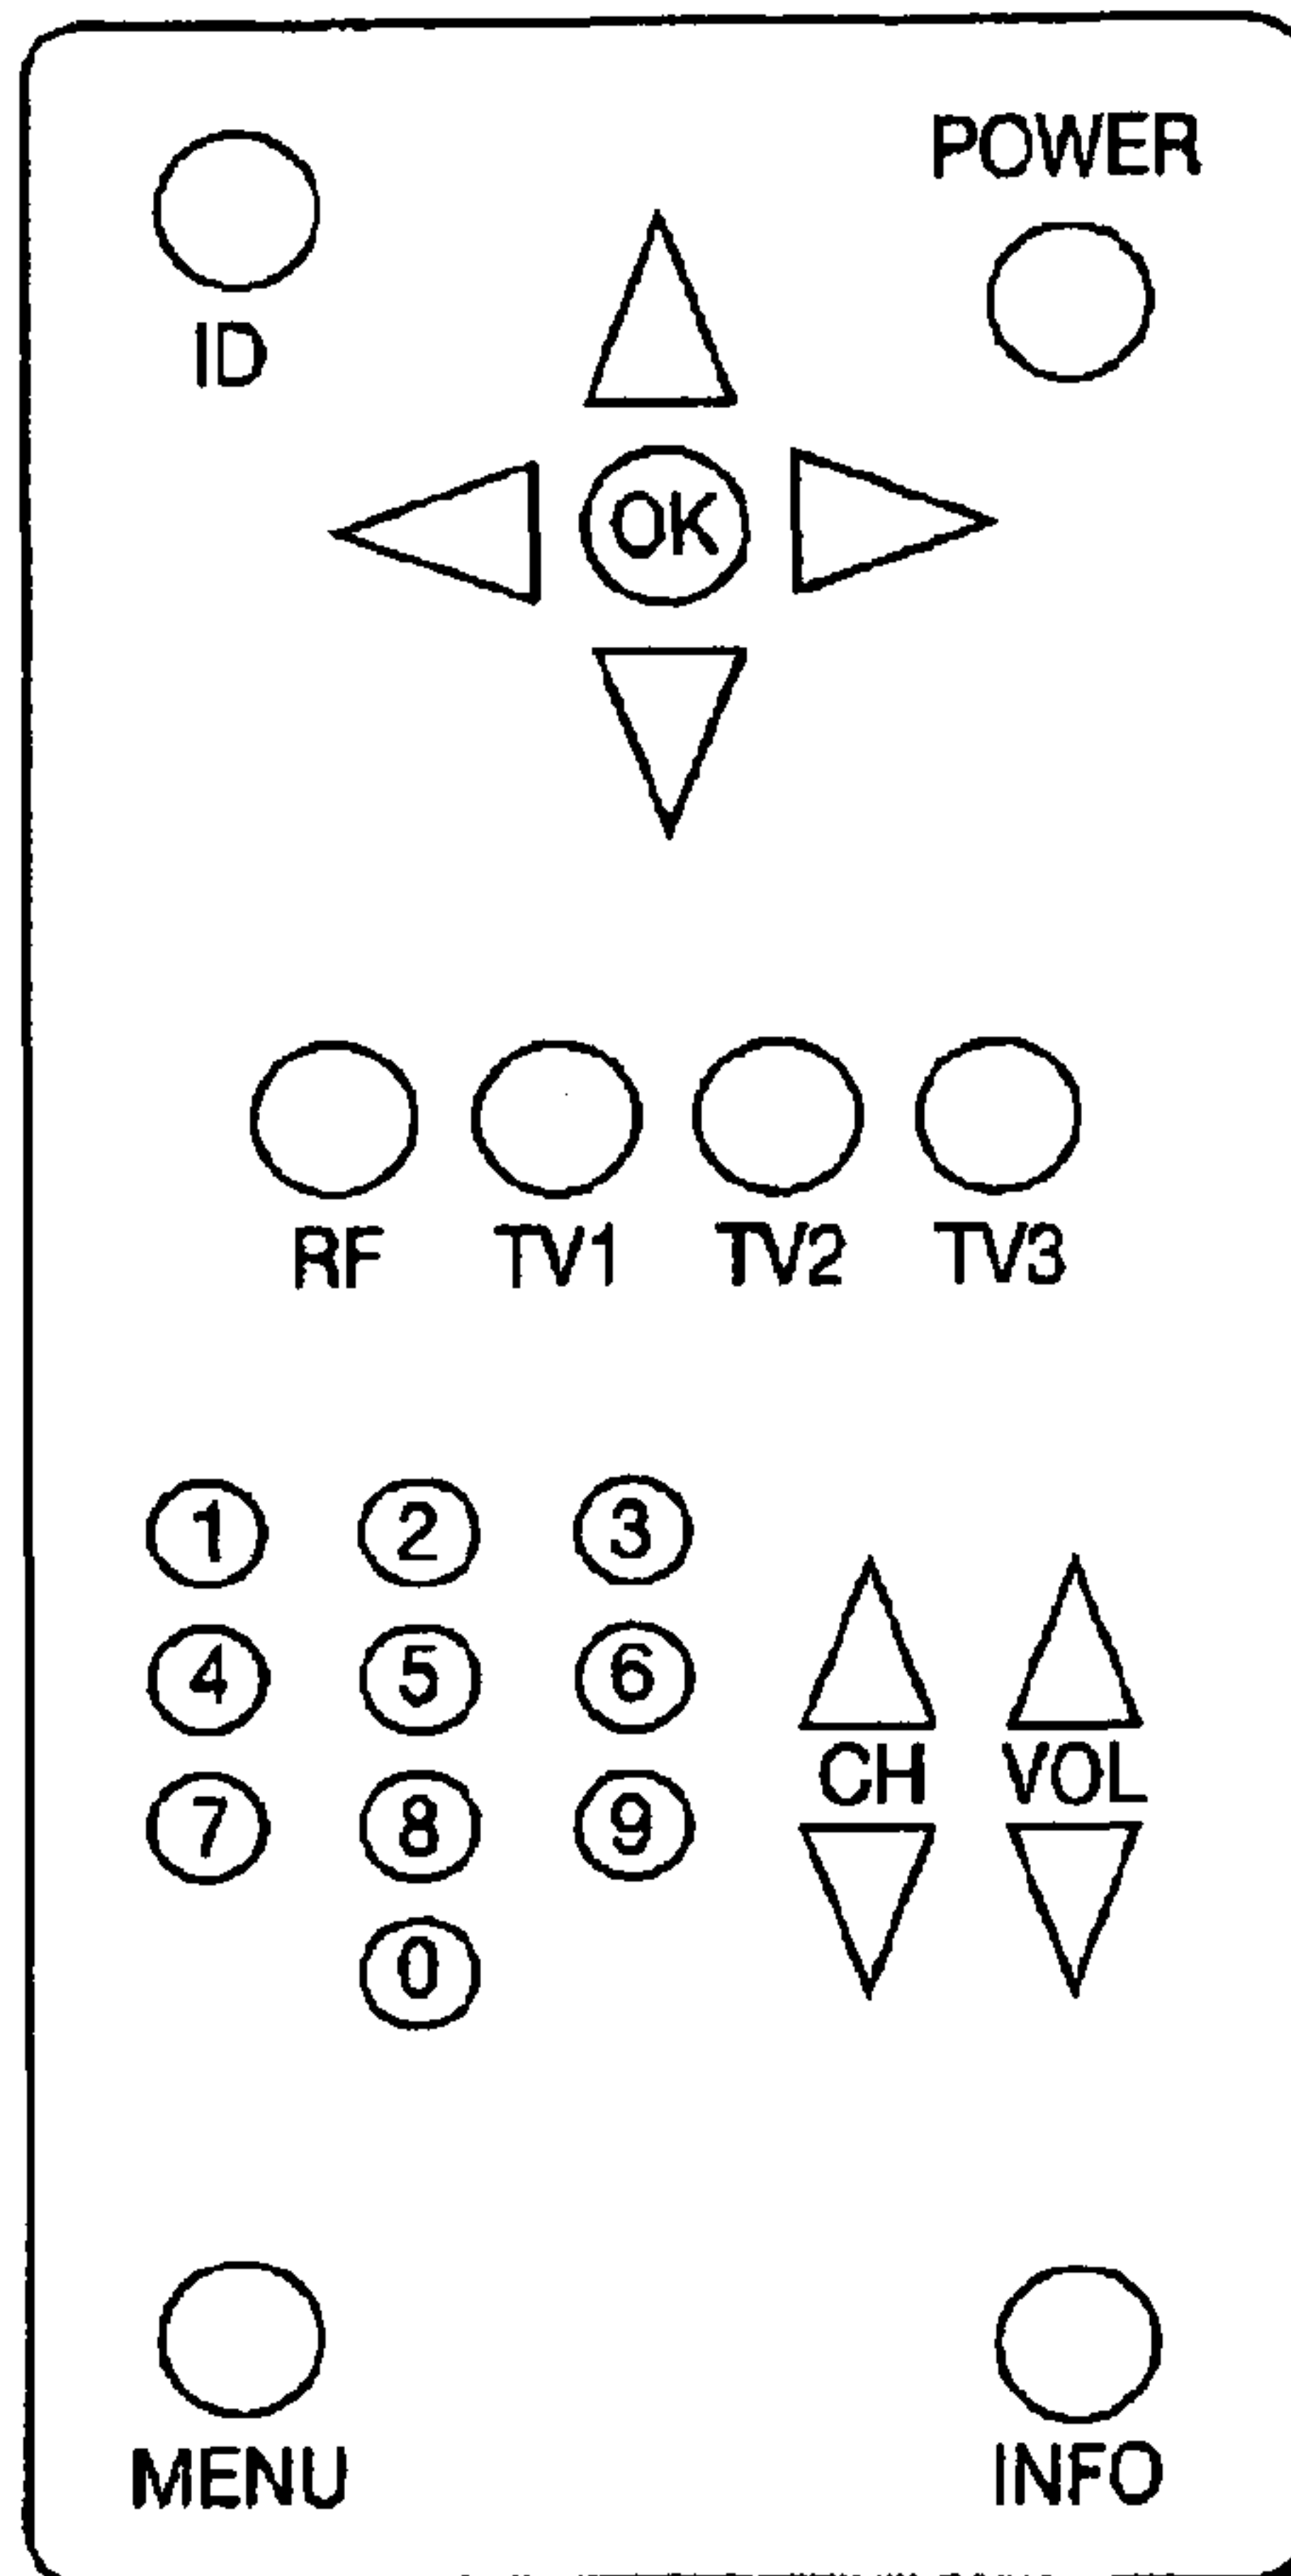 POWER
ID
OK
RF TV1 TV2 TV3
1 2 3
4 5 6
CH VOL
7 8 9
0
MENU INFO